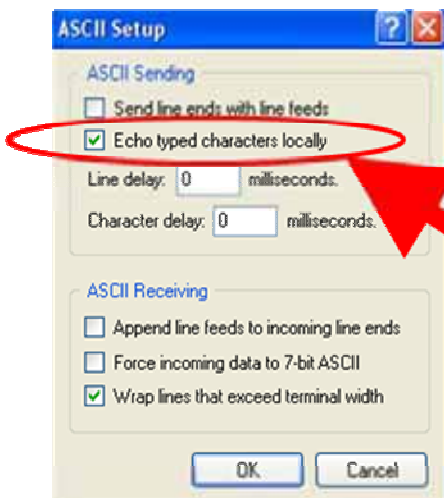 ASCII Setup
ASCII Sending
Send line ends with line feeds
Echo typed characters locally
Line delay: 0 milliseconds.
Character delay: 0 milliseconds.
ASCII Receiving
Append line feeds to incoming line ends
Force incoming data to 7-bit ASCII
Wrap lines that exceed terminal width
OK Cancel